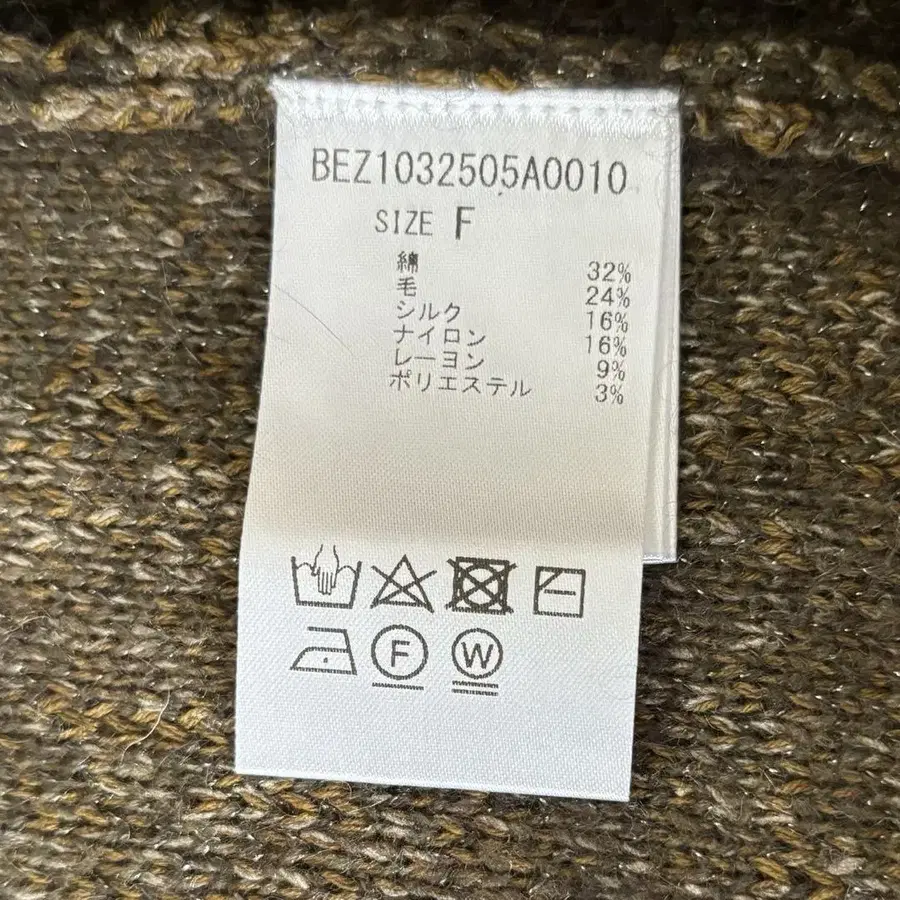 BEZ1032505A0010
SIZE F
綿 32%
毛 24%
シルク 16%
ナイロン 16%
レーヨン 9%
ポリエステル 3%
F W